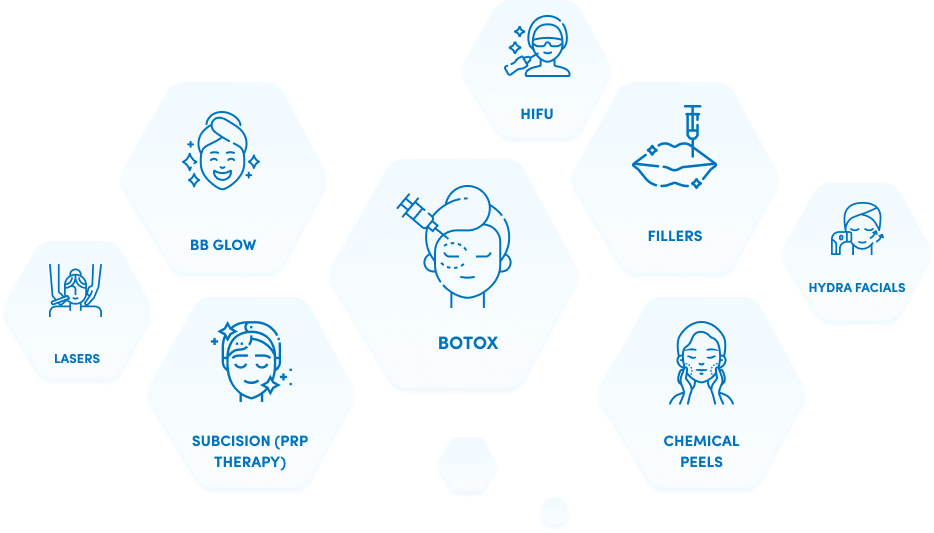 HIFU
FILLERS
BB GLOW
HYDRA FACIALS
BOTOX
LASERS
SUBCISION (PRP
THERAPY)
CHEMICAL
PEELS